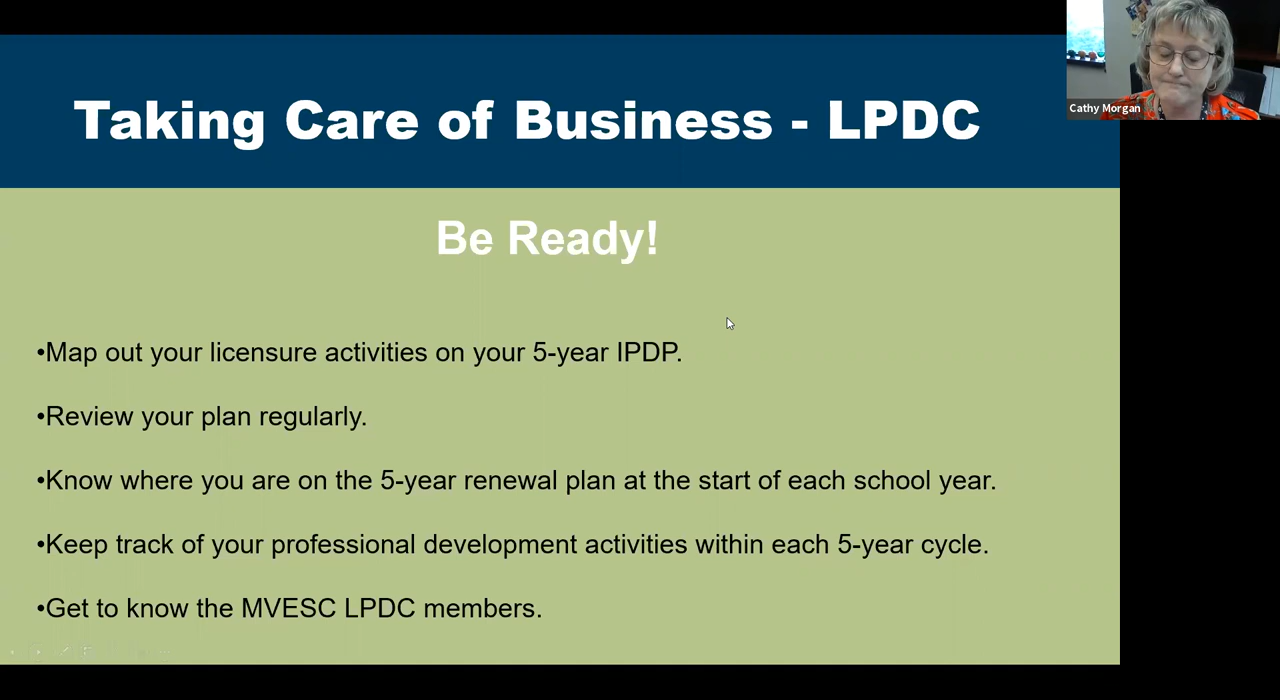 Taking Care of Business - LPDC
Cathy Morgan
Be Ready!
•Map out your licensure activities on your 5-year IPDP.
•Review your plan regularly.
•Know where you are on the 5-year renewal plan at the start of each school year.
•Keep track of your professional development activities within each 5-year cycle.
•Get to know the MVESC LPDC members.